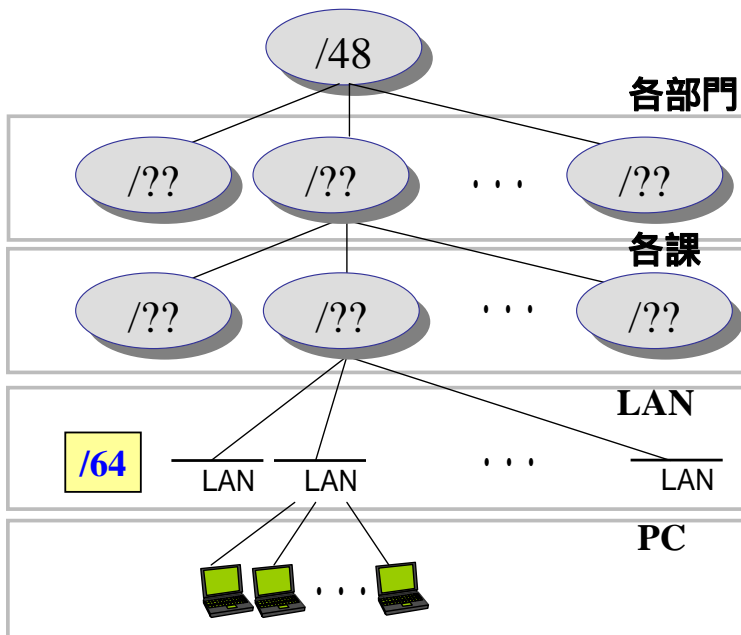 /48
各部門
/?? /?? ・・・ /??
各課
/?? /?? ・・・ /??
LAN
/64 LAN LAN ・・・ LAN
PC
・・・